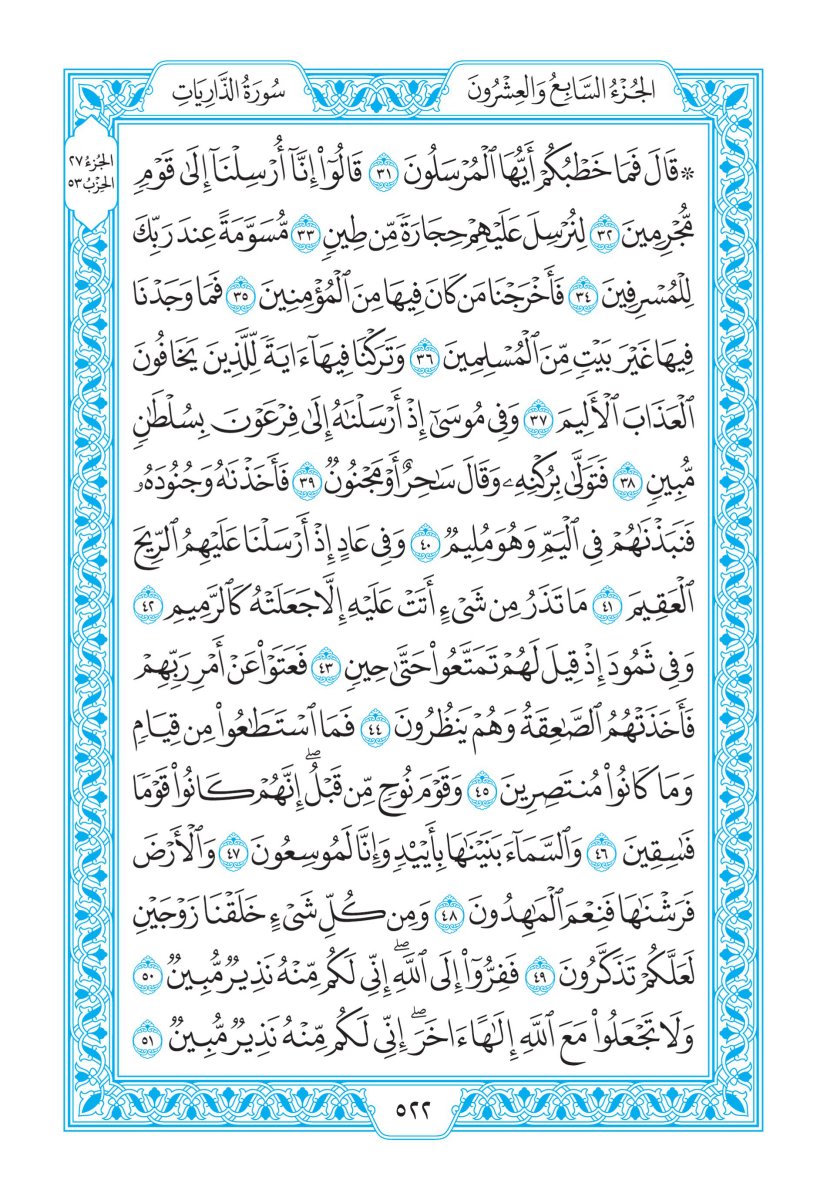 الجُزْءُ السَّابِعُ وَالعِشْرُونَ
سُورَةُ الذَّارِيَاتِ
الجُزءُ ٢٧
الحِزْبُ ٥٣
۞ قَالَ فَمَا خَطْبُكُمْ أَيُّهَا ٱلْمُرْسَلُونَ ٣١ قَالُوٓا۟ إِنَّآ أُرْسِلْنَآ إِلَىٰ قَوْمٍ
مُّجْرِمِينَ ٣٢ لِنُرْسِلَ عَلَيْهِمْ حِجَارَةً مِّن طِينٍ ٣٣ مُّسَوَّمَةً عِندَ رَبِّكَ
لِلْمُسْرِفِينَ ٣٤ فَأَخْرَجْنَا مَن كَانَ فِيهَا مِنَ ٱلْمُؤْمِنِينَ ٣٥ فَمَا وَجَدْنَا
فِيهَا غَيْرَ بَيْتٍ مِّنَ ٱلْمُسْلِمِينَ ٣٦ وَتَرَكْنَا فِيهَآ ءَايَةً لِّلَّذِينَ يَخَافُونَ
ٱلْعَذَابَ ٱلْأَلِيمَ ٣٧ وَفِى مُوسَىٰٓ إِذْ أَرْسَلْنَٰهُ إِلَىٰ فِرْعَوْنَ بِسُلْطَٰنٍ
مُّبِينٍ ٣٨ فَتَوَلَّىٰ بِرُكْنِهِۦ وَقَالَ سَٰحِرٌ أَوْ مَجْنُونٌ ٣٩ فَأَخَذْنَٰهُ وَجُنُودَهُۥ
فَنَبَذْنَٰهُمْ فِى ٱلْيَمِّ وَهُوَ مُلِيمٌ ٤٠ وَفِى عَادٍ إِذْ أَرْسَلْنَا عَلَيْهِمُ ٱلرِّيحَ
ٱلْعَقِيمَ ٤١ مَا تَذَرُ مِن شَىْءٍ أَتَتْ عَلَيْهِ إِلَّا جَعَلَتْهُ كَٱلرَّمِيمِ ٤٢
وَفِى ثَمُودَ إِذْ قِيلَ لَهُمْ تَمَتَّعُوا۟ حَتَّىٰ حِينٍ ٤٣ فَعَتَوْا۟ عَنْ أَمْرِ رَبِّهِمْ
فَأَخَذَتْهُمُ ٱلصَّٰعِقَةُ وَهُمْ يَنظُرُونَ ٤٤ فَمَا ٱسْتَطَٰعُوا۟ مِن قِيَامٍ
وَمَا كَانُوا۟ مُنتَصِرِينَ ٤٥ وَقَوْمَ نُوحٍ مِّن قَبْلُ ۖ إِنَّهُمْ كَانُوا۟ قَوْمًا
فَٰسِقِينَ ٤٦ وَٱلسَّمَآءَ بَنَيْنَٰهَا بِأَيْي۟دٍ وَإِنَّا لَمُوسِعُونَ ٤٧ وَٱلْأَرْضَ
فَرَشْنَٰهَا فَنِعْمَ ٱلْمَٰهِدُونَ ٤٨ وَمِن كُلِّ شَىْءٍ خَلَقْنَا زَوْجَيْنِ
لَعَلَّكُمْ تَذَكَّرُونَ ٤٩ فَفِرُّوٓا۟ إِلَى ٱللَّهِ ۖ إِنِّى لَكُم مِّنْهُ نَذِيرٌ مُّبِينٌ ٥٠
وَلَا تَجْعَلُوا۟ مَعَ ٱللَّهِ إِلَٰهًا ءَاخَرَ ۖ إِنِّى لَكُم مِّنْهُ نَذِيرٌ مُّبِينٌ ٥١
٥٢٢